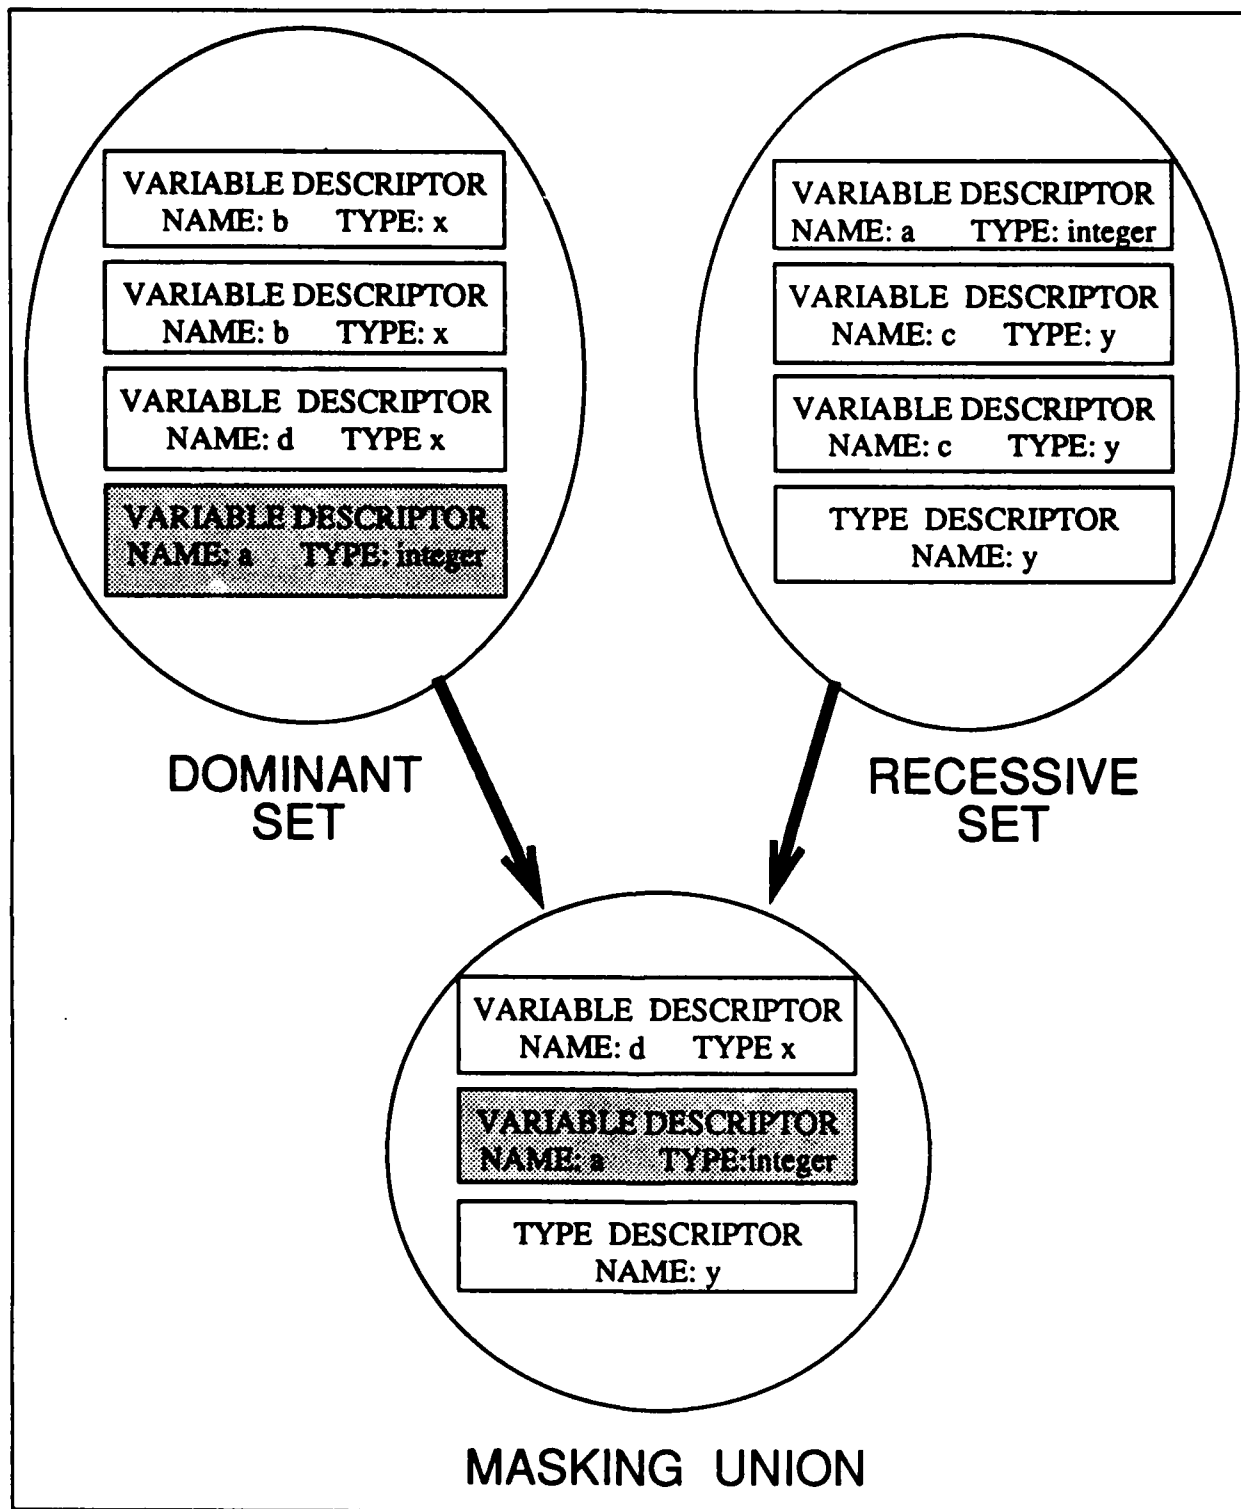 VARIABLE DESCRIPTOR
NAME: b TYPE: x
VARIABLE DESCRIPTOR
NAME: b TYPE: x
VARIABLE DESCRIPTOR
NAME: d TYPE x
VARIABLE DESCRIPTOR
NAME: a TYPE: integer
DOMINANT
SET
VARIABLE DESCRIPTOR
NAME: a TYPE: integer
VARIABLE DESCRIPTOR
NAME: c TYPE: y
VARIABLE DESCRIPTOR
NAME: c TYPE: y
TYPE DESCRIPTOR
NAME: y
RECESSIVE
SET
VARIABLE DESCRIPTOR
NAME: d TYPE x
VARIABLE DESCRIPTOR
NAME: a TYPE:integer
TYPE DESCRIPTOR
NAME: y
MASKING UNION